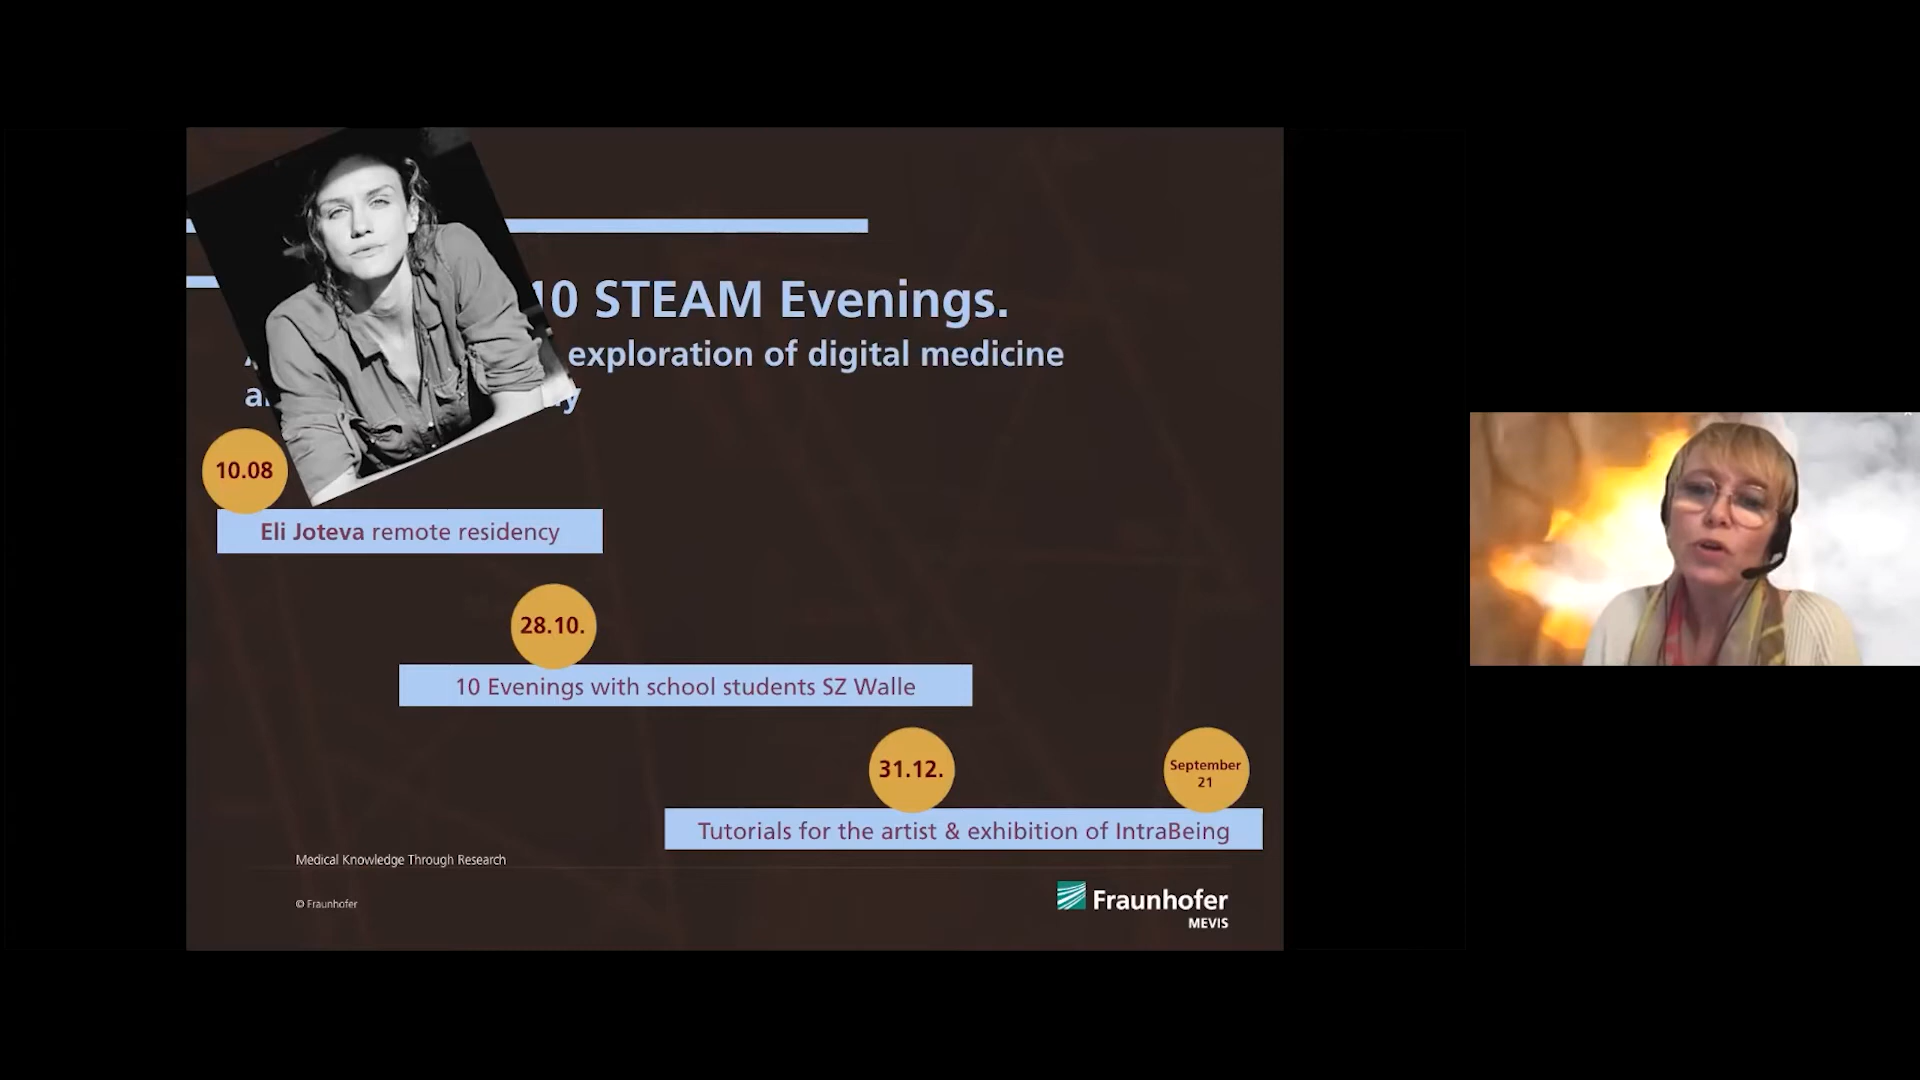 10 STEAM Evenings.
exploration of digital medicine
10.08
Eli Joteva remote residency
28.10.
10 Evenings with school students SZ Walle
31.12.
September
21
Tutorials for the artist & exhibition of IntraBeing
Medical Knowledge Through Research
© Fraunhofer
Fraunhofer
MEVIS